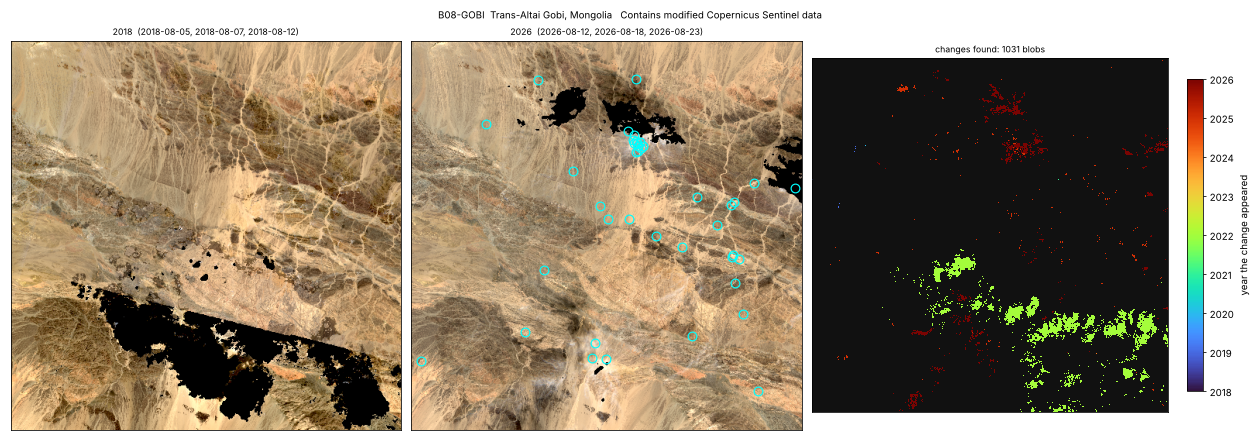 B08-GOBI Trans-Altai Gobi, Mongolia Contains modified Copernicus Sentinel data
2018 (2018-08-05, 2018-08-07, 2018-08-12)
2026 (2026-08-12, 2026-08-18, 2026-08-23)
changes found: 1031 blobs
2026
2025
2024
2023
2022
2021
2020
2019
2018
year the change appeared